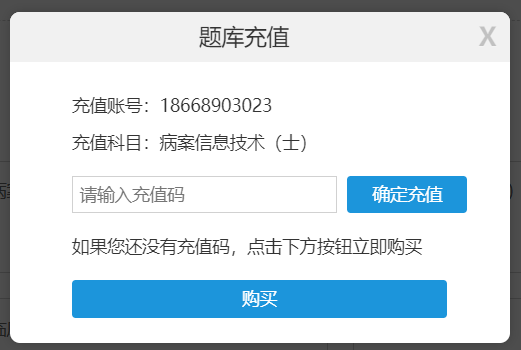 题库充值
X
充值账号：18668903023
充值科目：病案信息技术（士）
请输入充值码
确定充值
如果您还没有充值码，点击下方按钮立即购买
购买